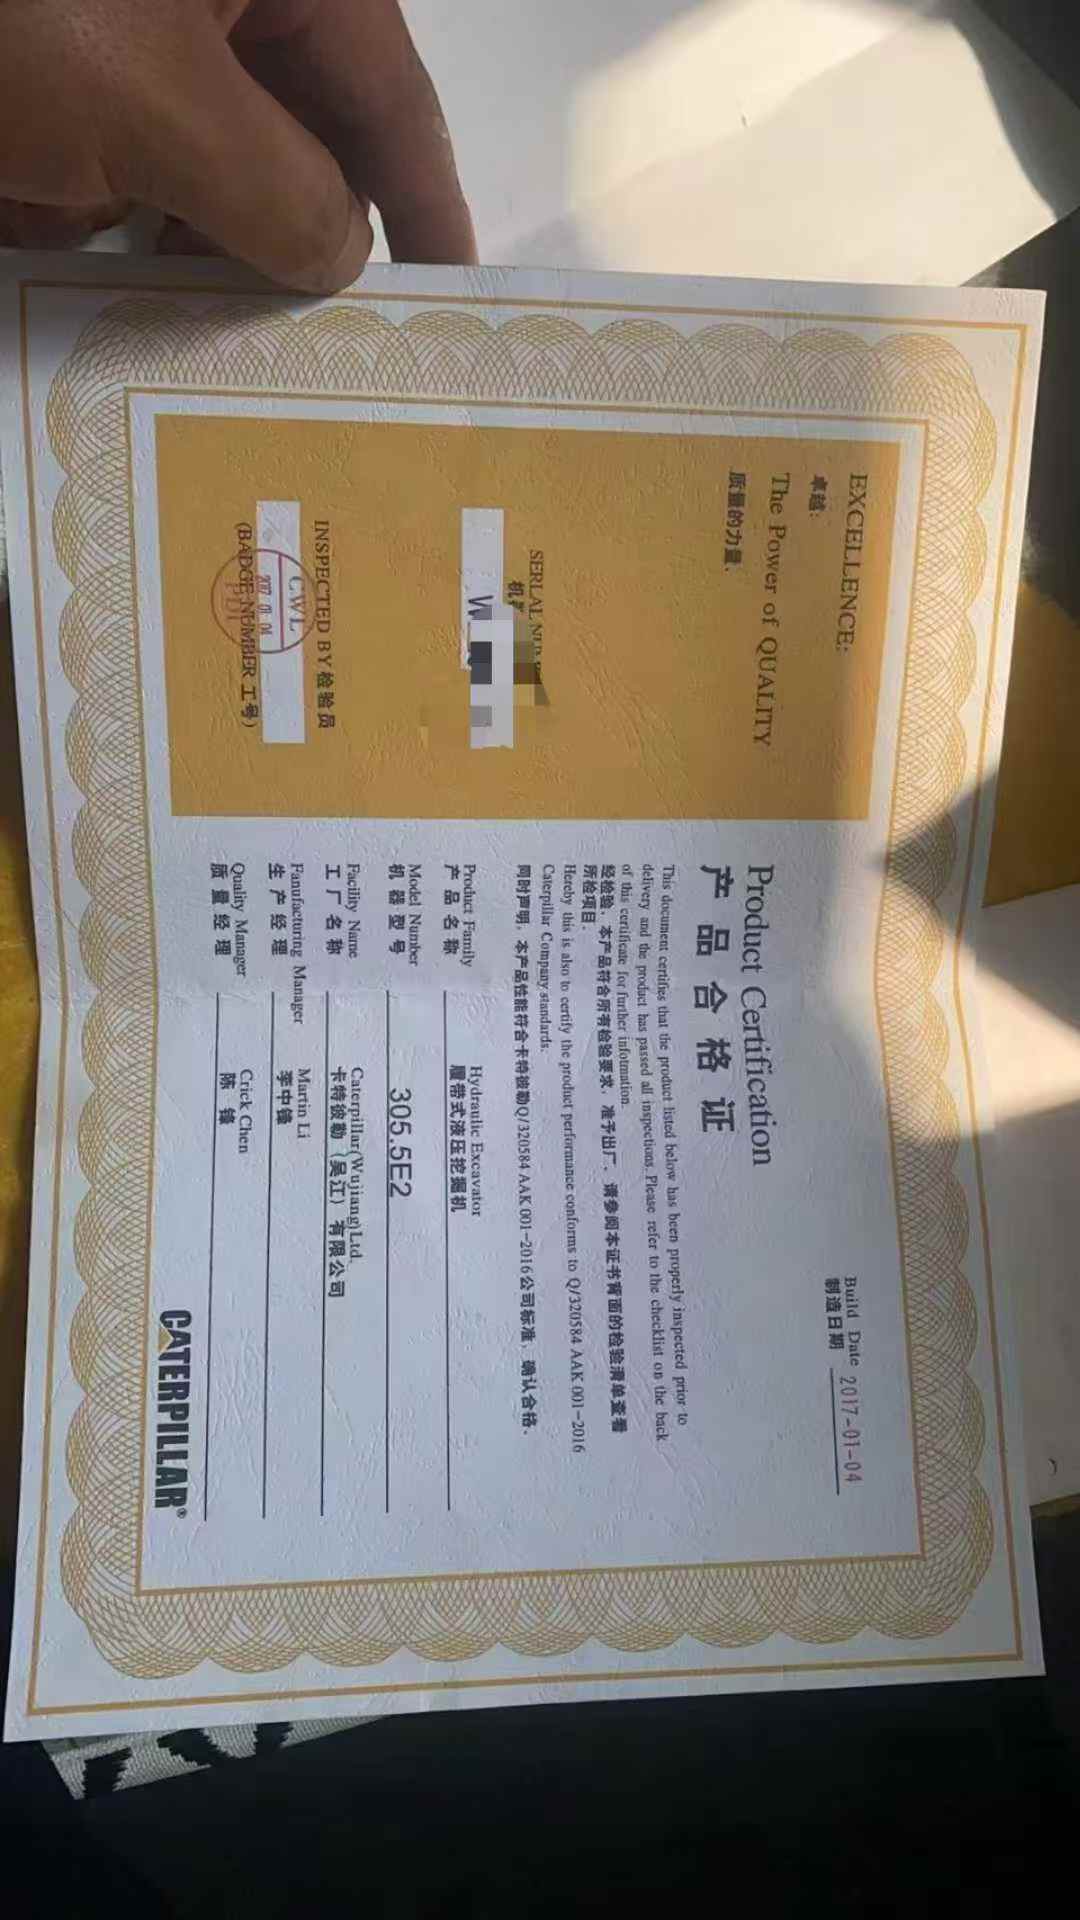 EXCELLENCE:
卓越:
The Power of QUALITY
质量的力量.
SERLAL NUM
机
W
INSPECTED BY检验员
CWL
2017 01 04
PDI
(BADGE NUMBER 工号)
Build Date 2017-01-04
制造日期
Product Certification
产品合格证
This document certifies that the product listed below has been properly inspected prior to
delivery and the product has passed all inspections.Please refer to the checklist on the back
of this certificate for further infotmation.
经检验，本产品符合所有检验要求，准予出厂，请参阅本证书背面的检验清单查看
所检项目.
Hereby this is also to certify the product performance conforms to Q/320584 AAK 001-2016
Caterpillar Company standards.
同时声明，本产品性能符合卡特彼勒Q/320584 AAK 001-2016公司标准，确认合格.
Product Family Hydraulic Excavator
产品名称 履带式液压挖掘机
Model Number 305.5E2
机器型号
Facility Name Caterpillar(Wujiang)Ltd.
工厂名称 卡特彼勒（吴江）有限公司
Fanufacturing Manager Martin Li
生产经理 李中锋
Quality Manager Crick Chen
质量经理 陈锋
CATERPILLAR®